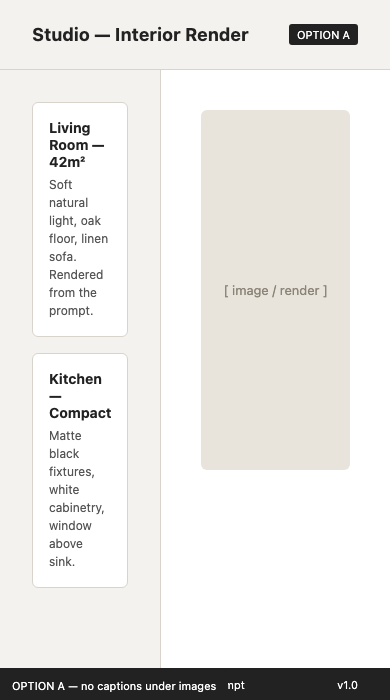 Studio — Interior Render
OPTION A
Living
Room —
42m²
Soft
natural
light, oak
floor, linen
sofa.
Rendered
from the
prompt.
Kitchen
—
Compact
Matte
black
fixtures,
white
cabinetry,
window
above
sink.
[ image / render ]
OPTION A — no captions under images
v1.0